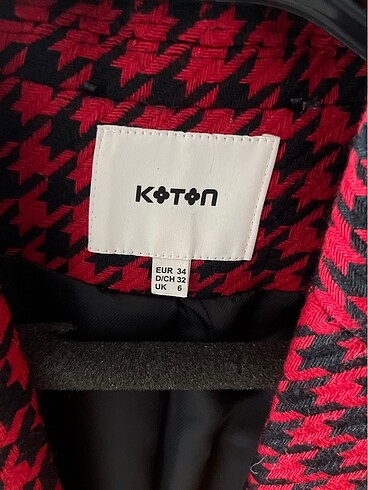 KOTON
EUR 34
D/CH 32
UK 6